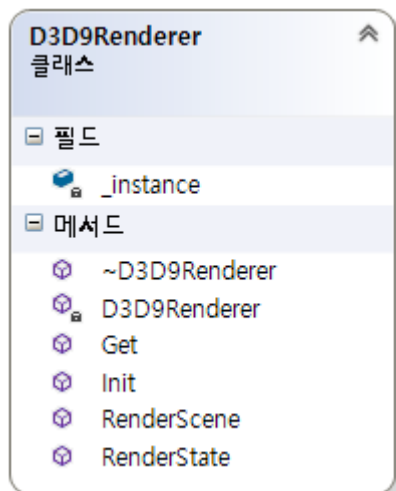 D3D9Renderer
클래스
필드
_instance
메서드
~D3D9Renderer
D3D9Renderer
Get
Init
RenderScene
RenderState